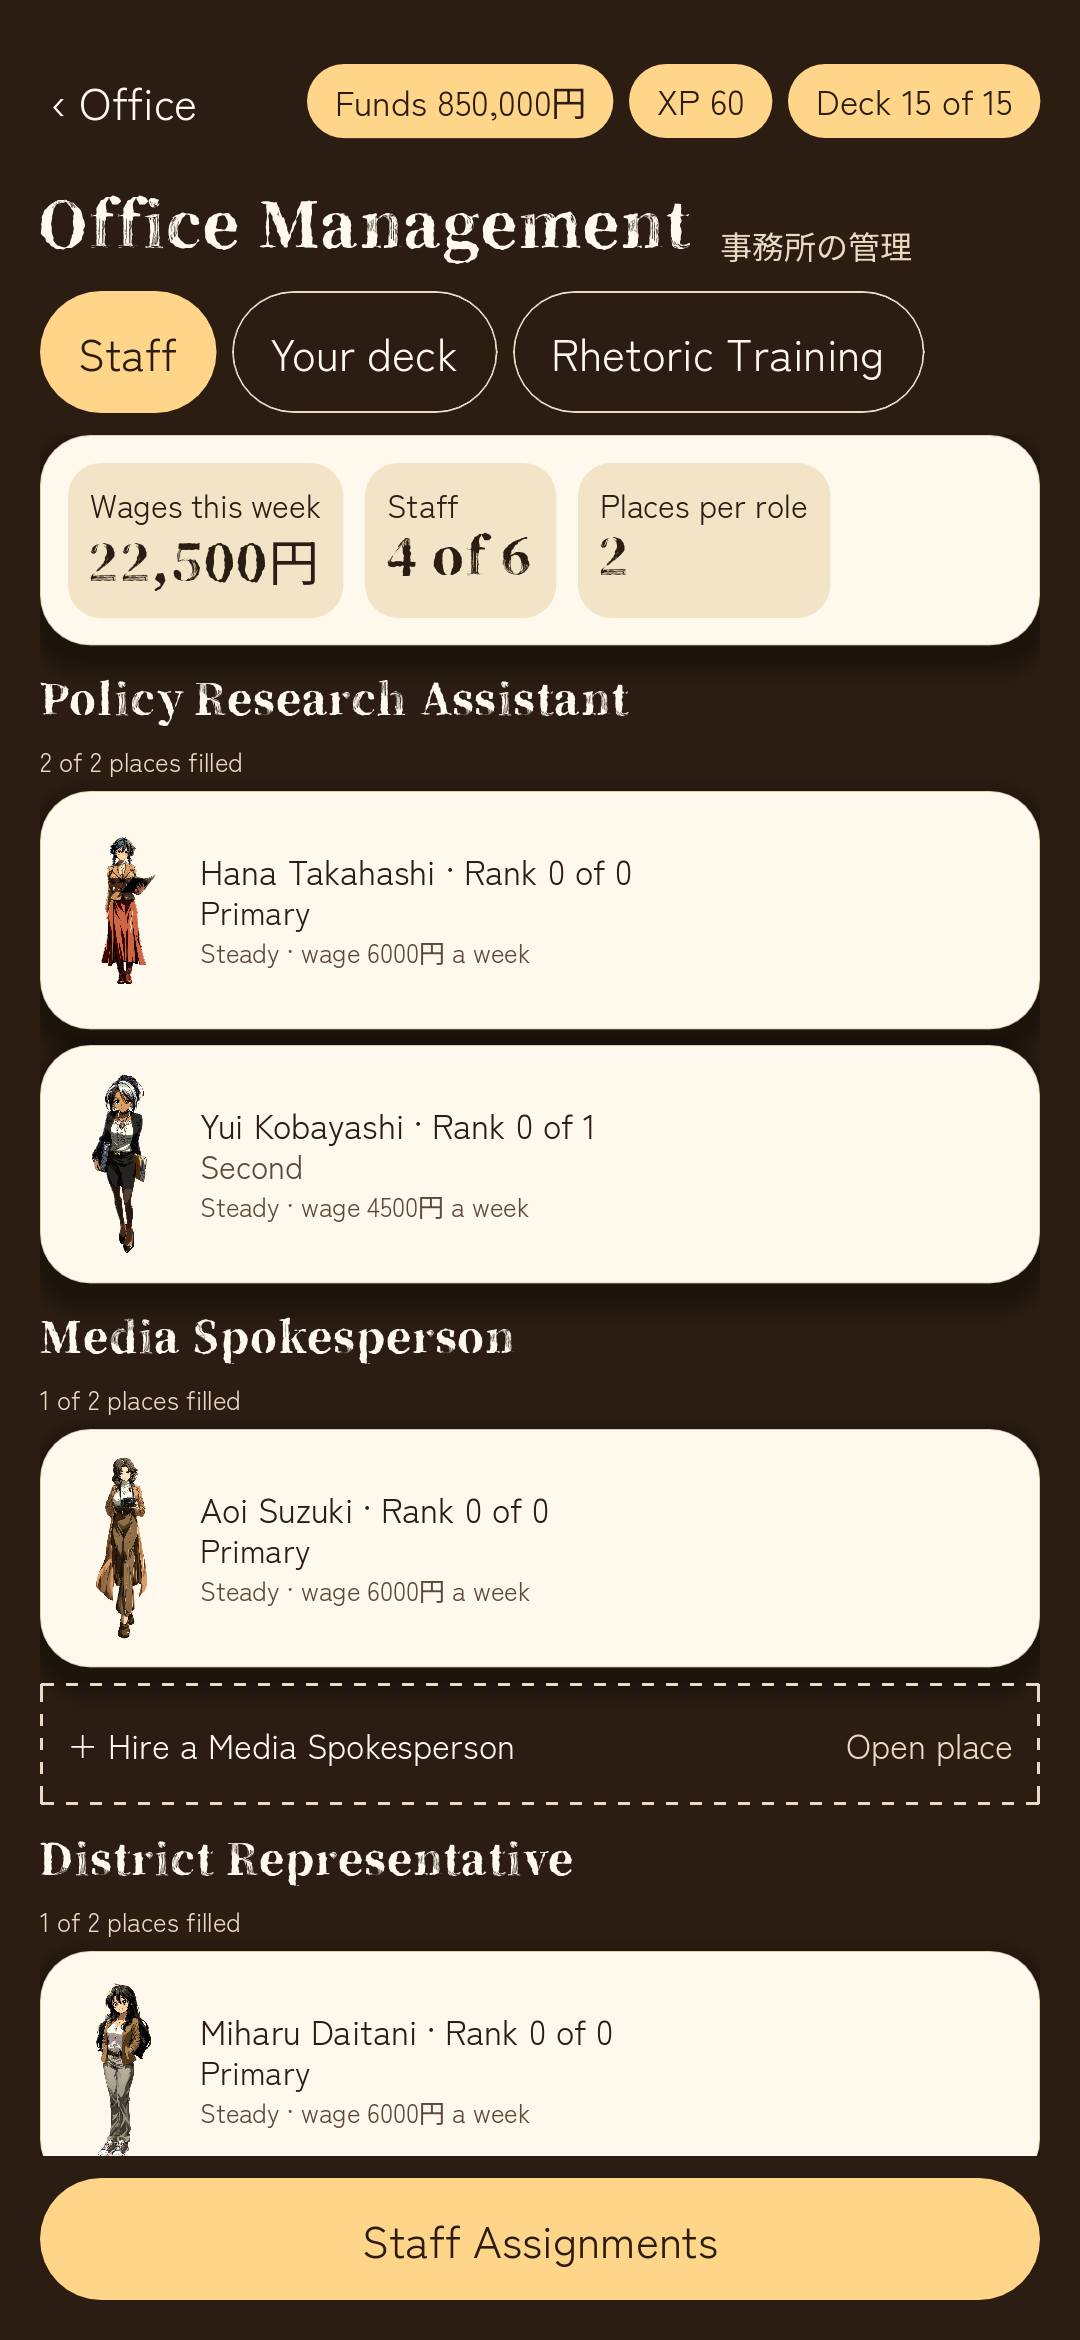 ‹ Office
Funds 850,000円
XP 60
Deck 15 of 15
Office Management 事務所の管理
Staff
Your deck
Rhetoric Training
Wages this week
22,500円
Staff
4 of 6
Places per role
2
Policy Research Assistant
2 of 2 places filled
Hana Takahashi · Rank 0 of 0
Primary
Steady · wage 6000円 a week
Yui Kobayashi · Rank 0 of 1
Second
Steady · wage 4500円 a week
Media Spokesperson
1 of 2 places filled
Aoi Suzuki · Rank 0 of 0
Primary
Steady · wage 6000円 a week
+ Hire a Media Spokesperson
Open place
District Representative
1 of 2 places filled
Miharu Daitani · Rank 0 of 0
Primary
Steady · wage 6000円 a week
Staff Assignments